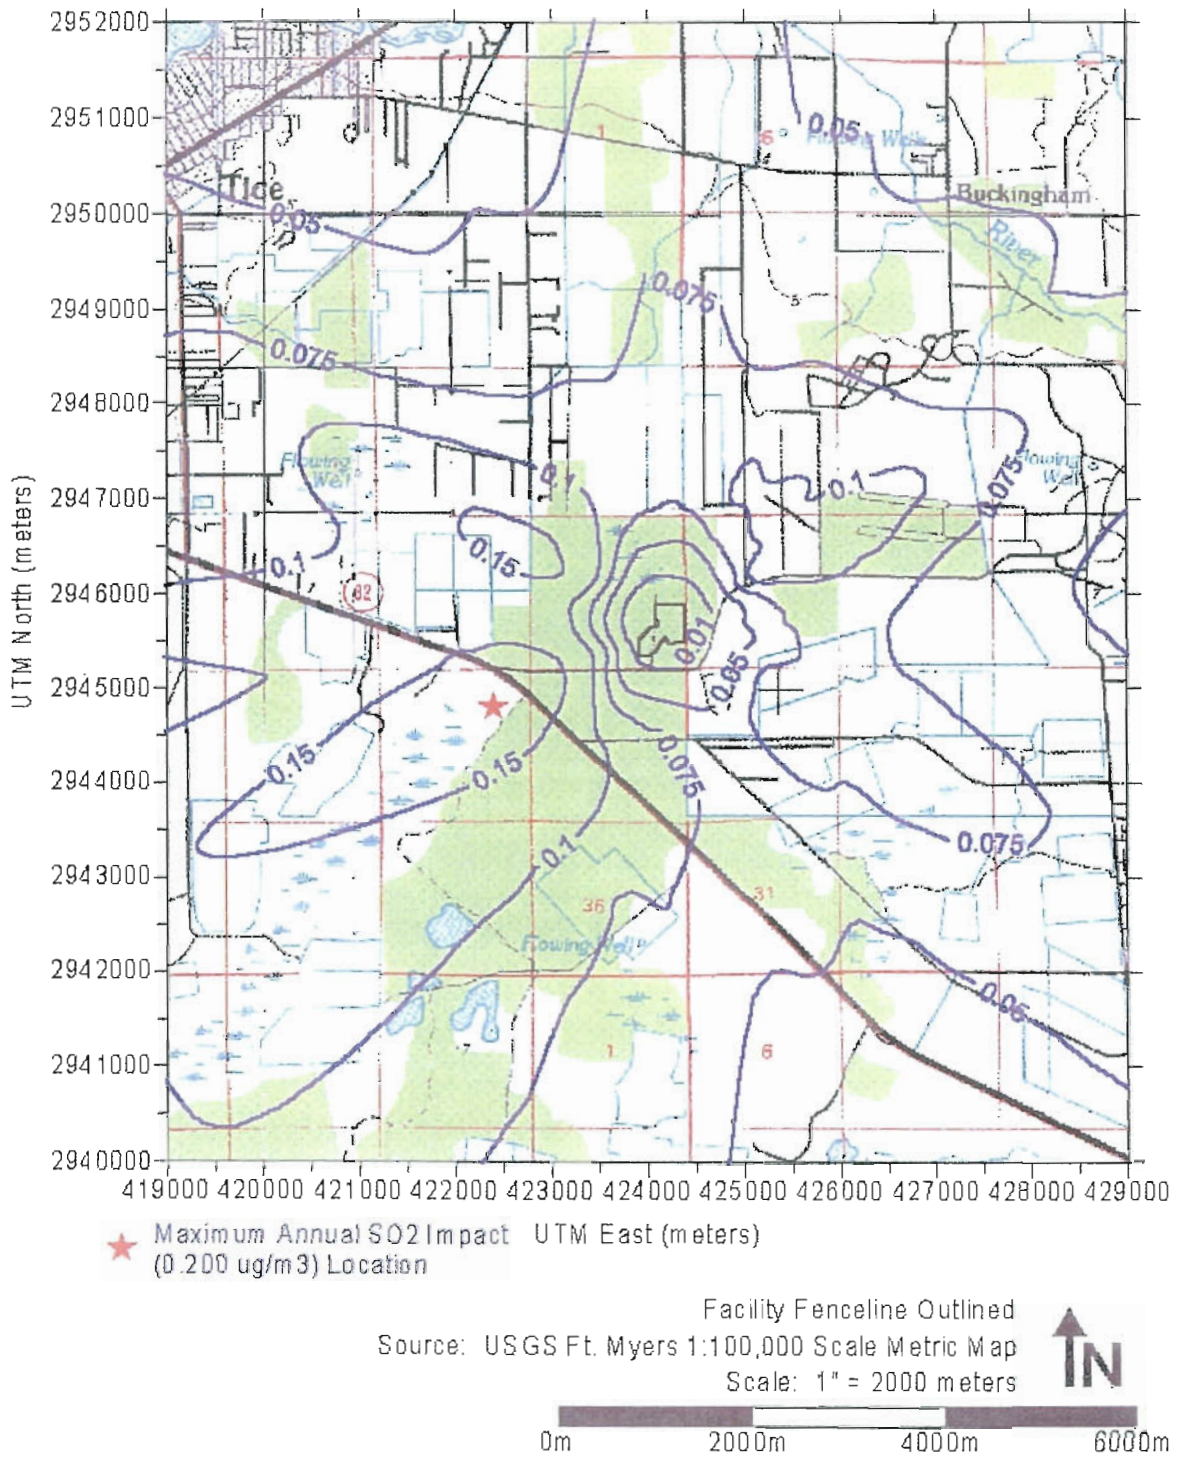 2952000
2951000
2950000
2949000
2948000
2947000
2946000
2945000
2944000
2943000
2942000
2941000
2940000
UTM North (meters)
1
6
0.05
Tice
0.05
Buckingham
River
0.075
5
0.075
Flowing Well
0.1
0.1
0.075
Flowing Well
0.15
0.1
82
0.01
0.05
0.15
0.15
0.075
0.075
0.1
36
31
Flowing Well
0.05
7
1
6
419000 420000 421000 422000 423000 424000 425000 426000 427000 428000 429000
Maximum Annual SO2 Impact
(0.200 ug/m3) Location
UTM East (meters)
Facility Fenceline Outlined
Source: USGS Ft. Myers 1:100,000 Scale Metric Map
Scale: 1" = 2000 meters
N
0m 2000m 4000m 6000m